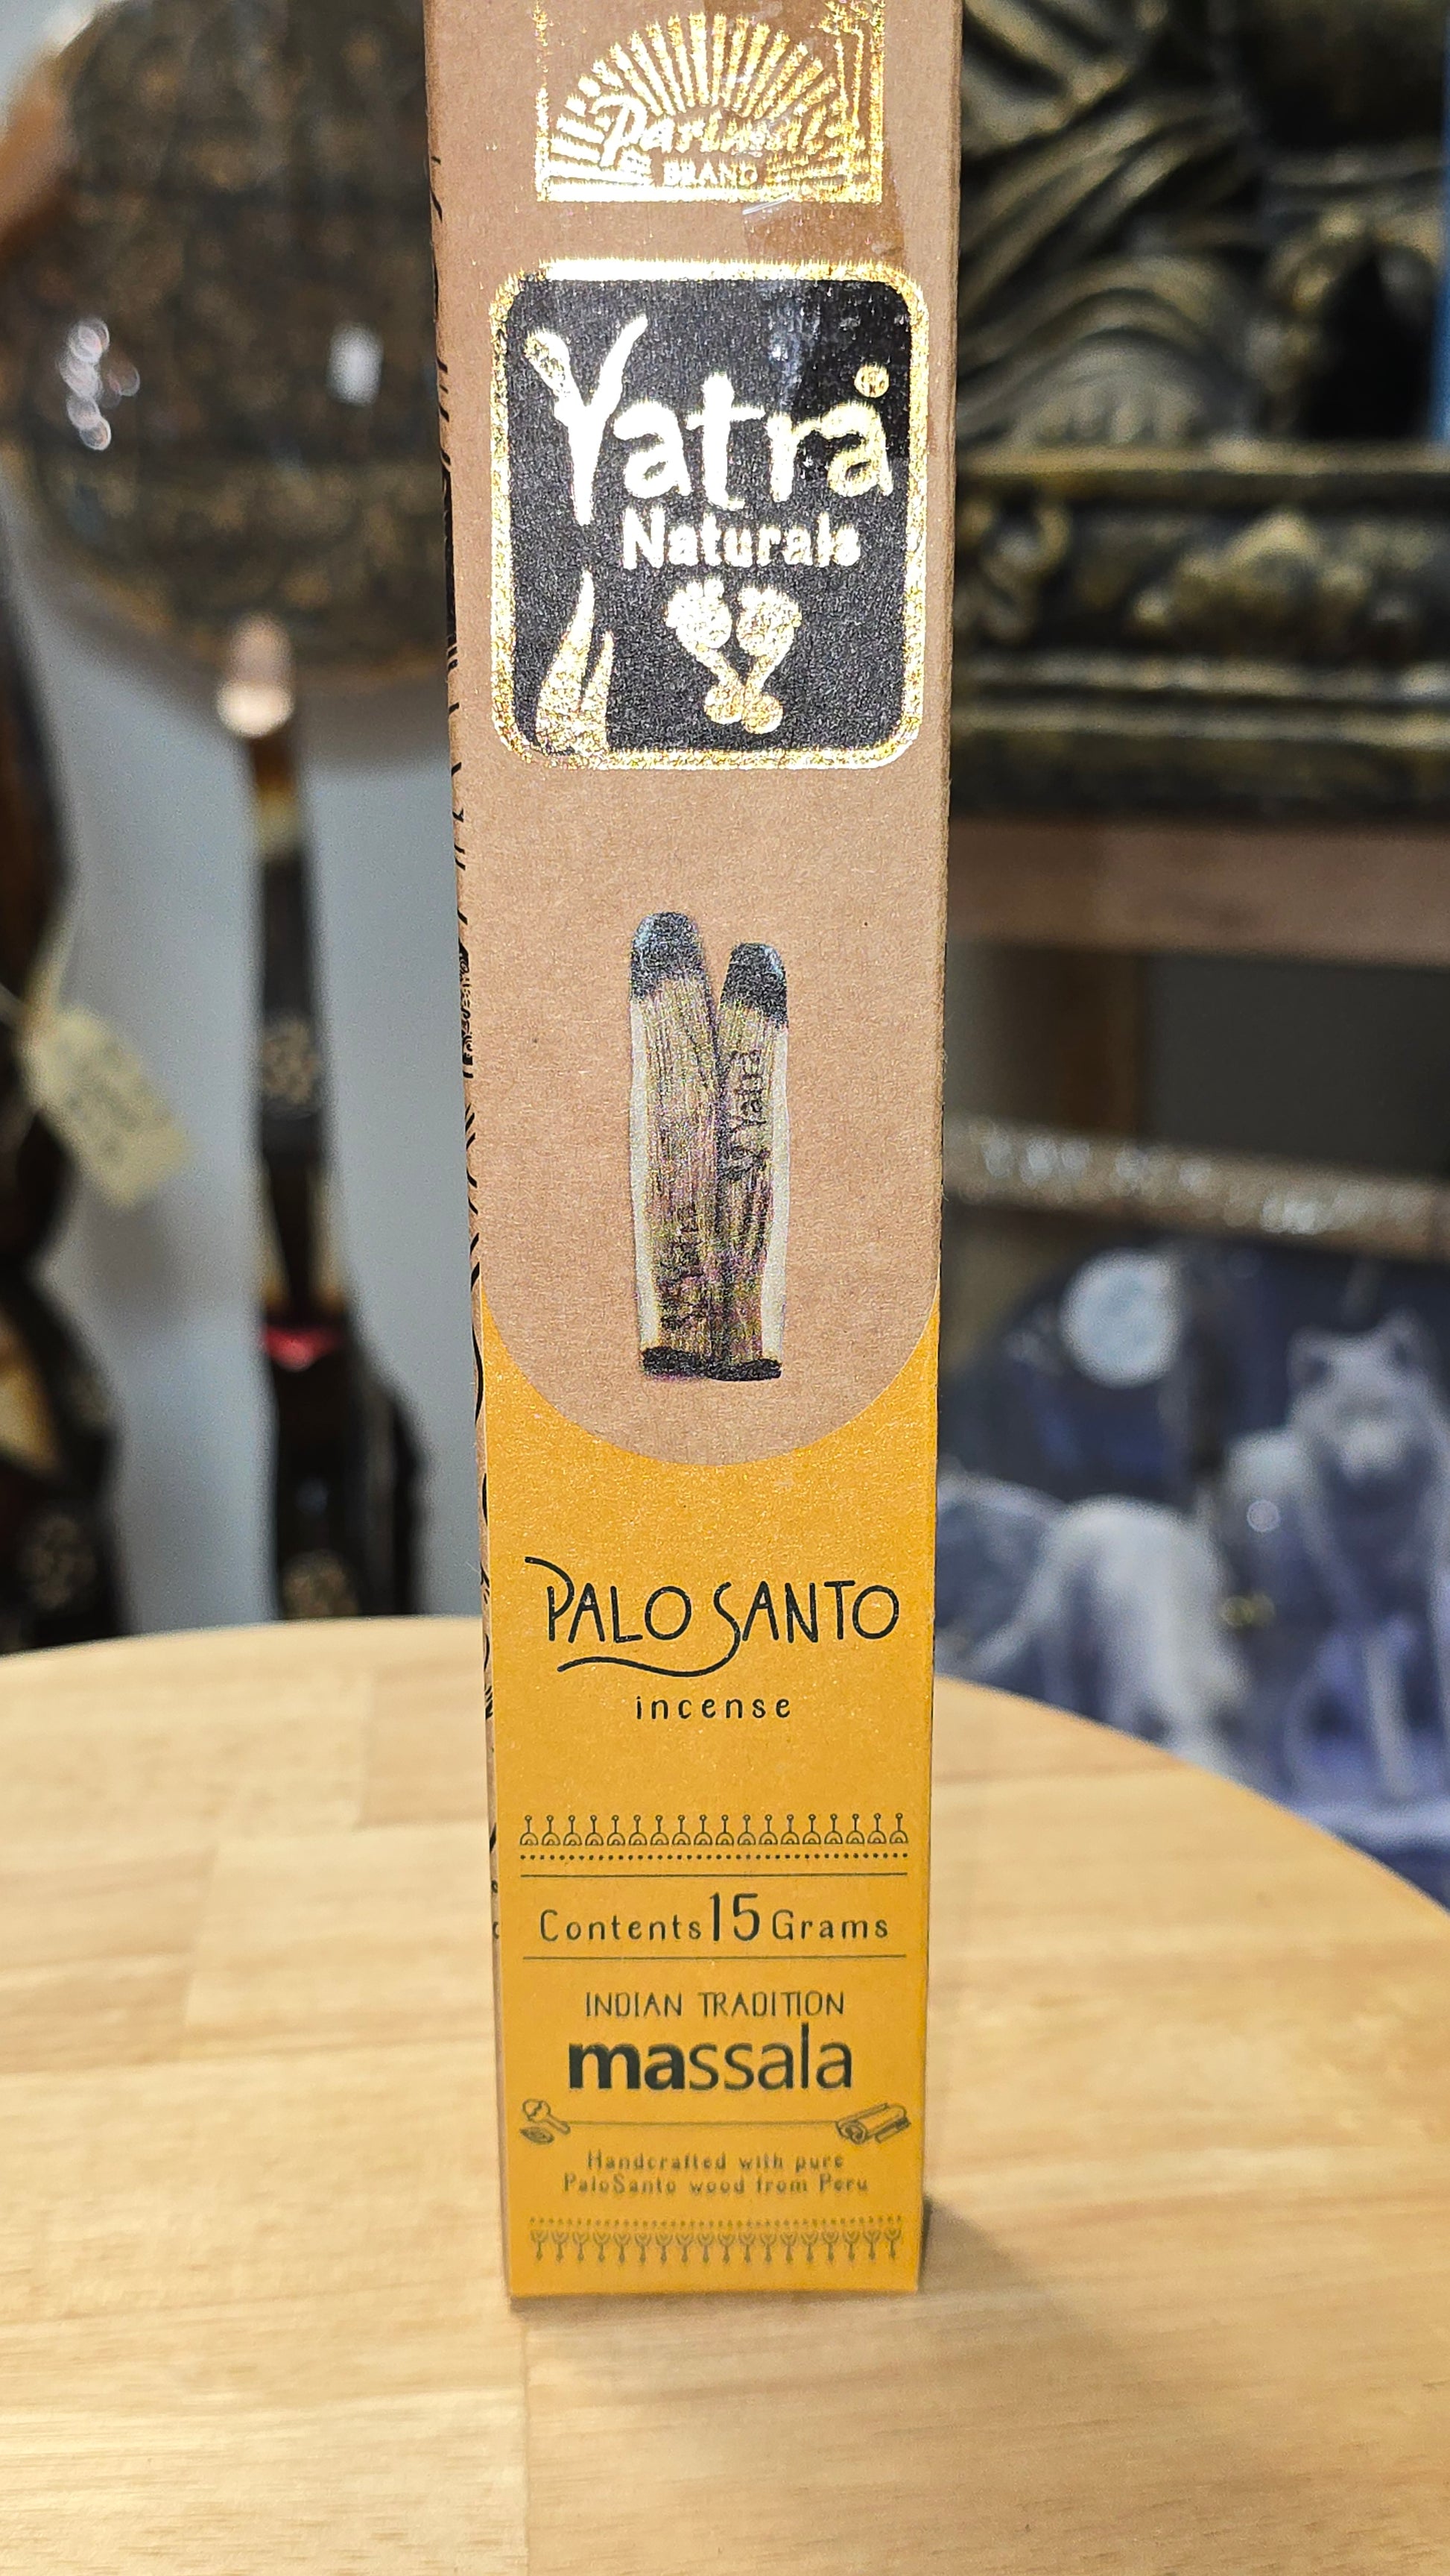 Parimal
BRAND
Yatra
Naturals
Yatra
PALO SANTO
incense
Contents 15 Grams
INDIAN TRADITION
massala
Handcrafted with pure
PaloSanto wood from Peru